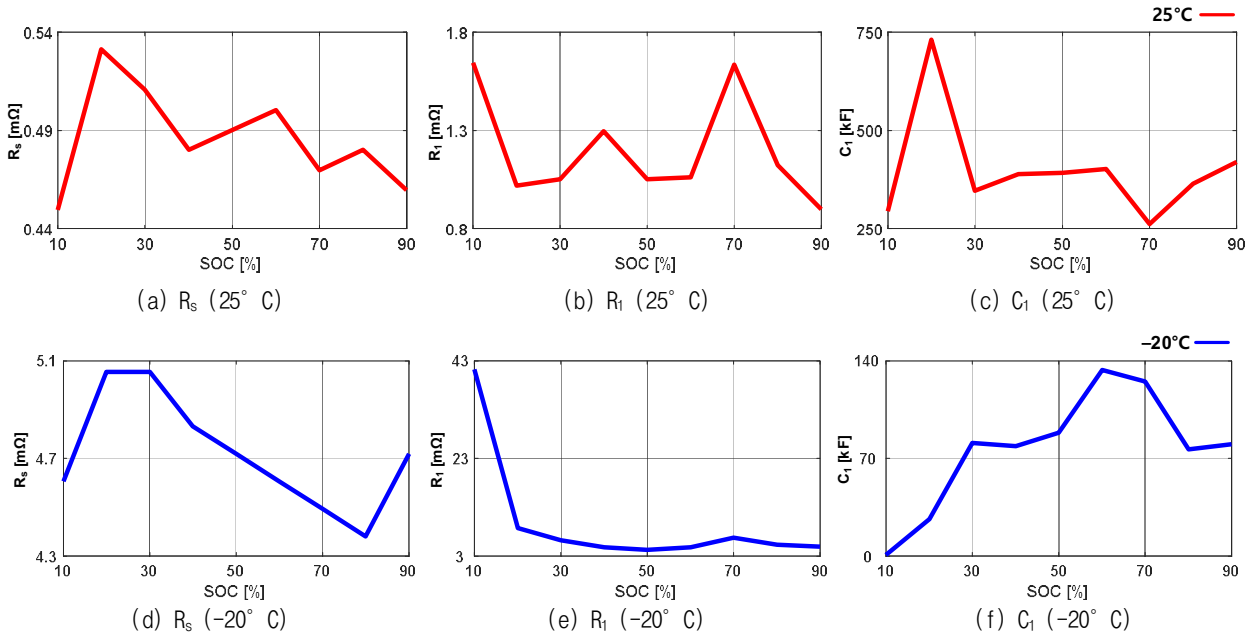 25°C
0.54
0.49
0.44
Rs [mΩ]
10 30 50 70 90
SOC [%]
(a) Rs (25° C)
1.8
1.3
0.8
R1 [mΩ]
10 30 50 70 90
SOC [%]
(b) R1 (25° C)
750
500
250
C1 [kF]
10 30 50 70 90
SOC [%]
(c) C1 (25° C)
−20°C
5.1
4.7
4.3
Rs [mΩ]
10 30 50 70 90
SOC [%]
(d) Rs (−20° C)
43
23
3
R1 [mΩ]
10 30 50 70 90
SOC [%]
(e) R1 (−20° C)
140
70
0
C1 [kF]
10 30 50 70 90
SOC [%]
(f) C1 (−20° C)